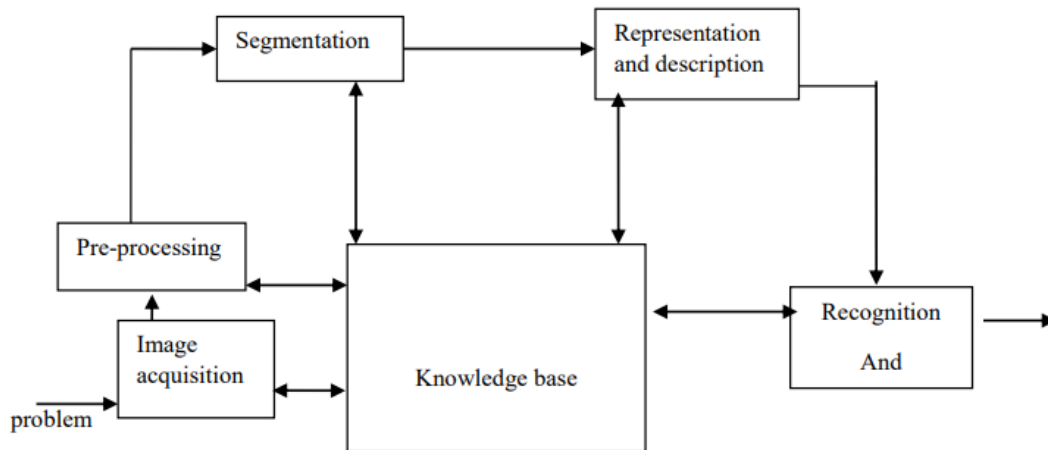 Segmentation
Representation
and description
Pre-processing
Image
acquisition
problem
Knowledge base
Recognition
And